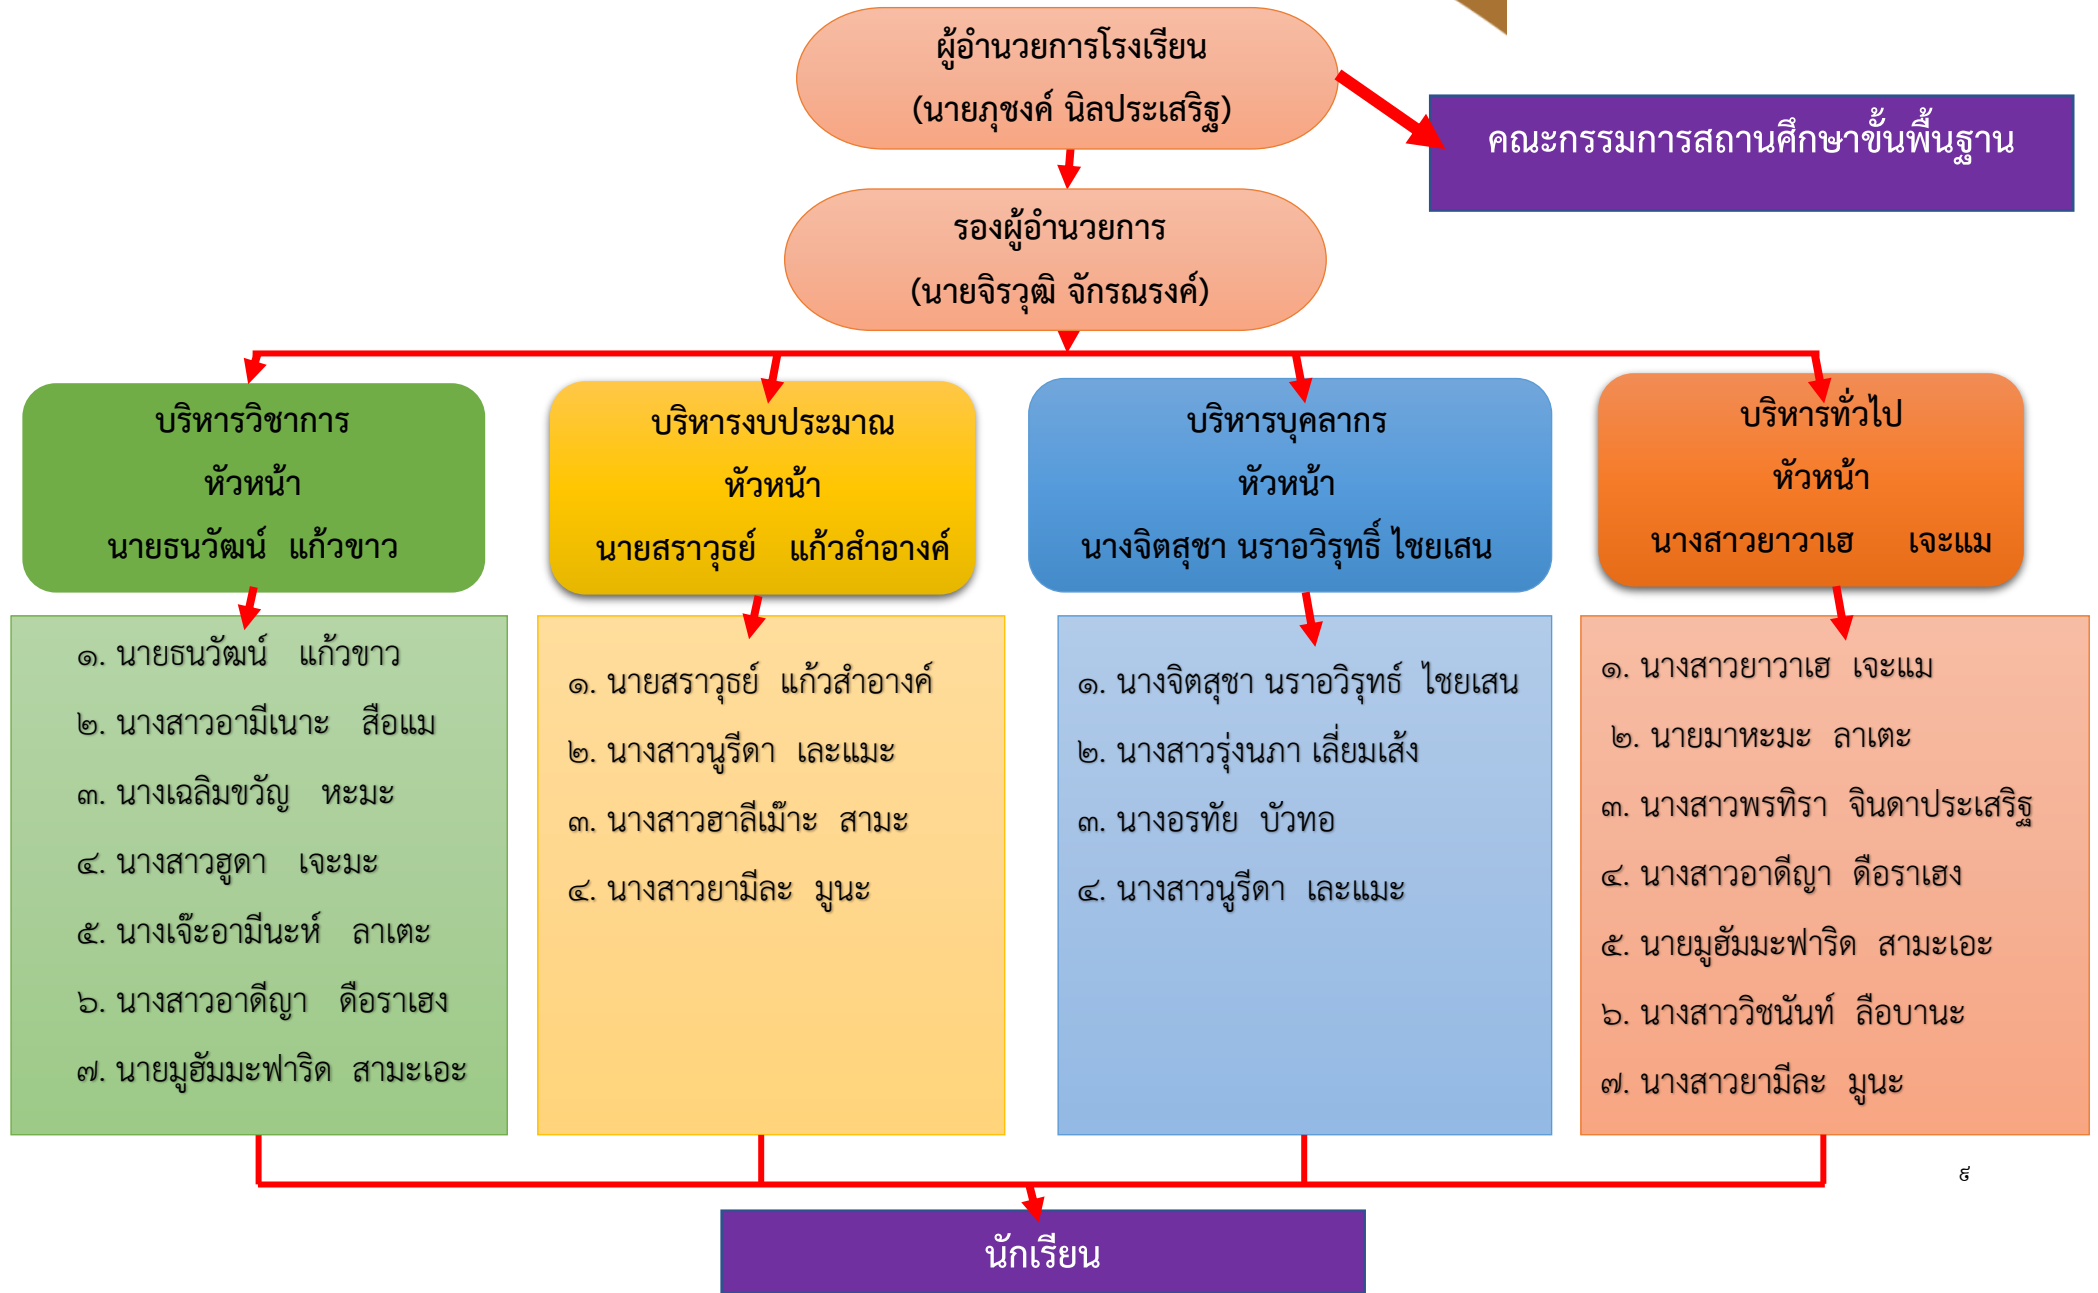 ผู้อำนวยการโรงเรียน
(นายภุชงค์ นิลประเสริฐ)
คณะกรรมการสถานศึกษาขั้นพื้นฐาน
รองผู้อำนวยการ
(นายจิรวุฒิ จักรณรงค์)
บริหารวิชาการ
หัวหน้า
นายธนวัฒน์ แก้วขาว
บริหารงบประมาณ
หัวหน้า
นายสราวุธย์ แก้วสำอางค์
บริหารบุคลากร
หัวหน้า
นางจิตสุชา นราอวิรุทธิ์ ไชยเสน
บริหารทั่วไป
หัวหน้า
นางสาวยาวาเฮ เจะแม
๑. นายธนวัฒน์ แก้วขาว
๒. นางสาวอามีเนาะ สือแม
๓. นางเฉลิมขวัญ หะมะ
๔. นางสาวฮูดา เจะมะ
๕. นางเจ๊ะอามีนะห์ ลาเตะ
๖. นางสาวอาดีญา ดือราเฮง
๗. นายมูฮัมมะฟาริด สามะเอะ
๑. นายสราวุธย์ แก้วสำอางค์
๒. นางสาวนูรีดา เละแมะ
๓. นางสาวฮาลีเม๊าะ สามะ
๔. นางสาวยามีละ มูนะ
๑. นางจิตสุชา นราอวิรุทธ์ ไชยเสน
๒. นางสาวรุ่งนภา เลี่ยมเส้ง
๓. นางอรทัย บัวทอ
๔. นางสาวนูรีดา เละแมะ
๑. นางสาวยาวาเฮ เจะแม
๒. นายมาหะมะ ลาเตะ
๓. นางสาวพรทิรา จินดาประเสริฐ
๔. นางสาวอาดีญา ดือราเฮง
๕. นายมูฮัมมะฟาริด สามะเอะ
๖. นางสาววิชนันท์ ลือบานะ
๗. นางสาวยามีละ มูนะ
๙
นักเรียน